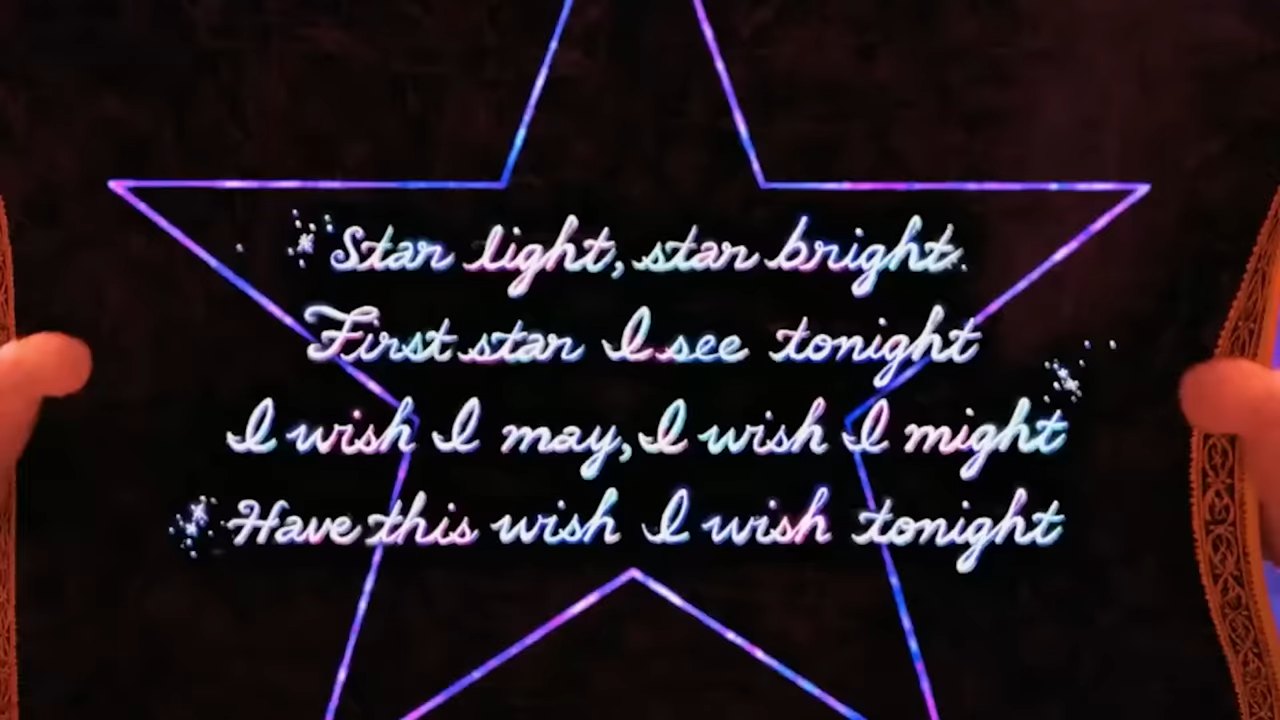 Star light, star bright
First star I see tonight
I wish I may, I wish I might
Have this wish I wish tonight